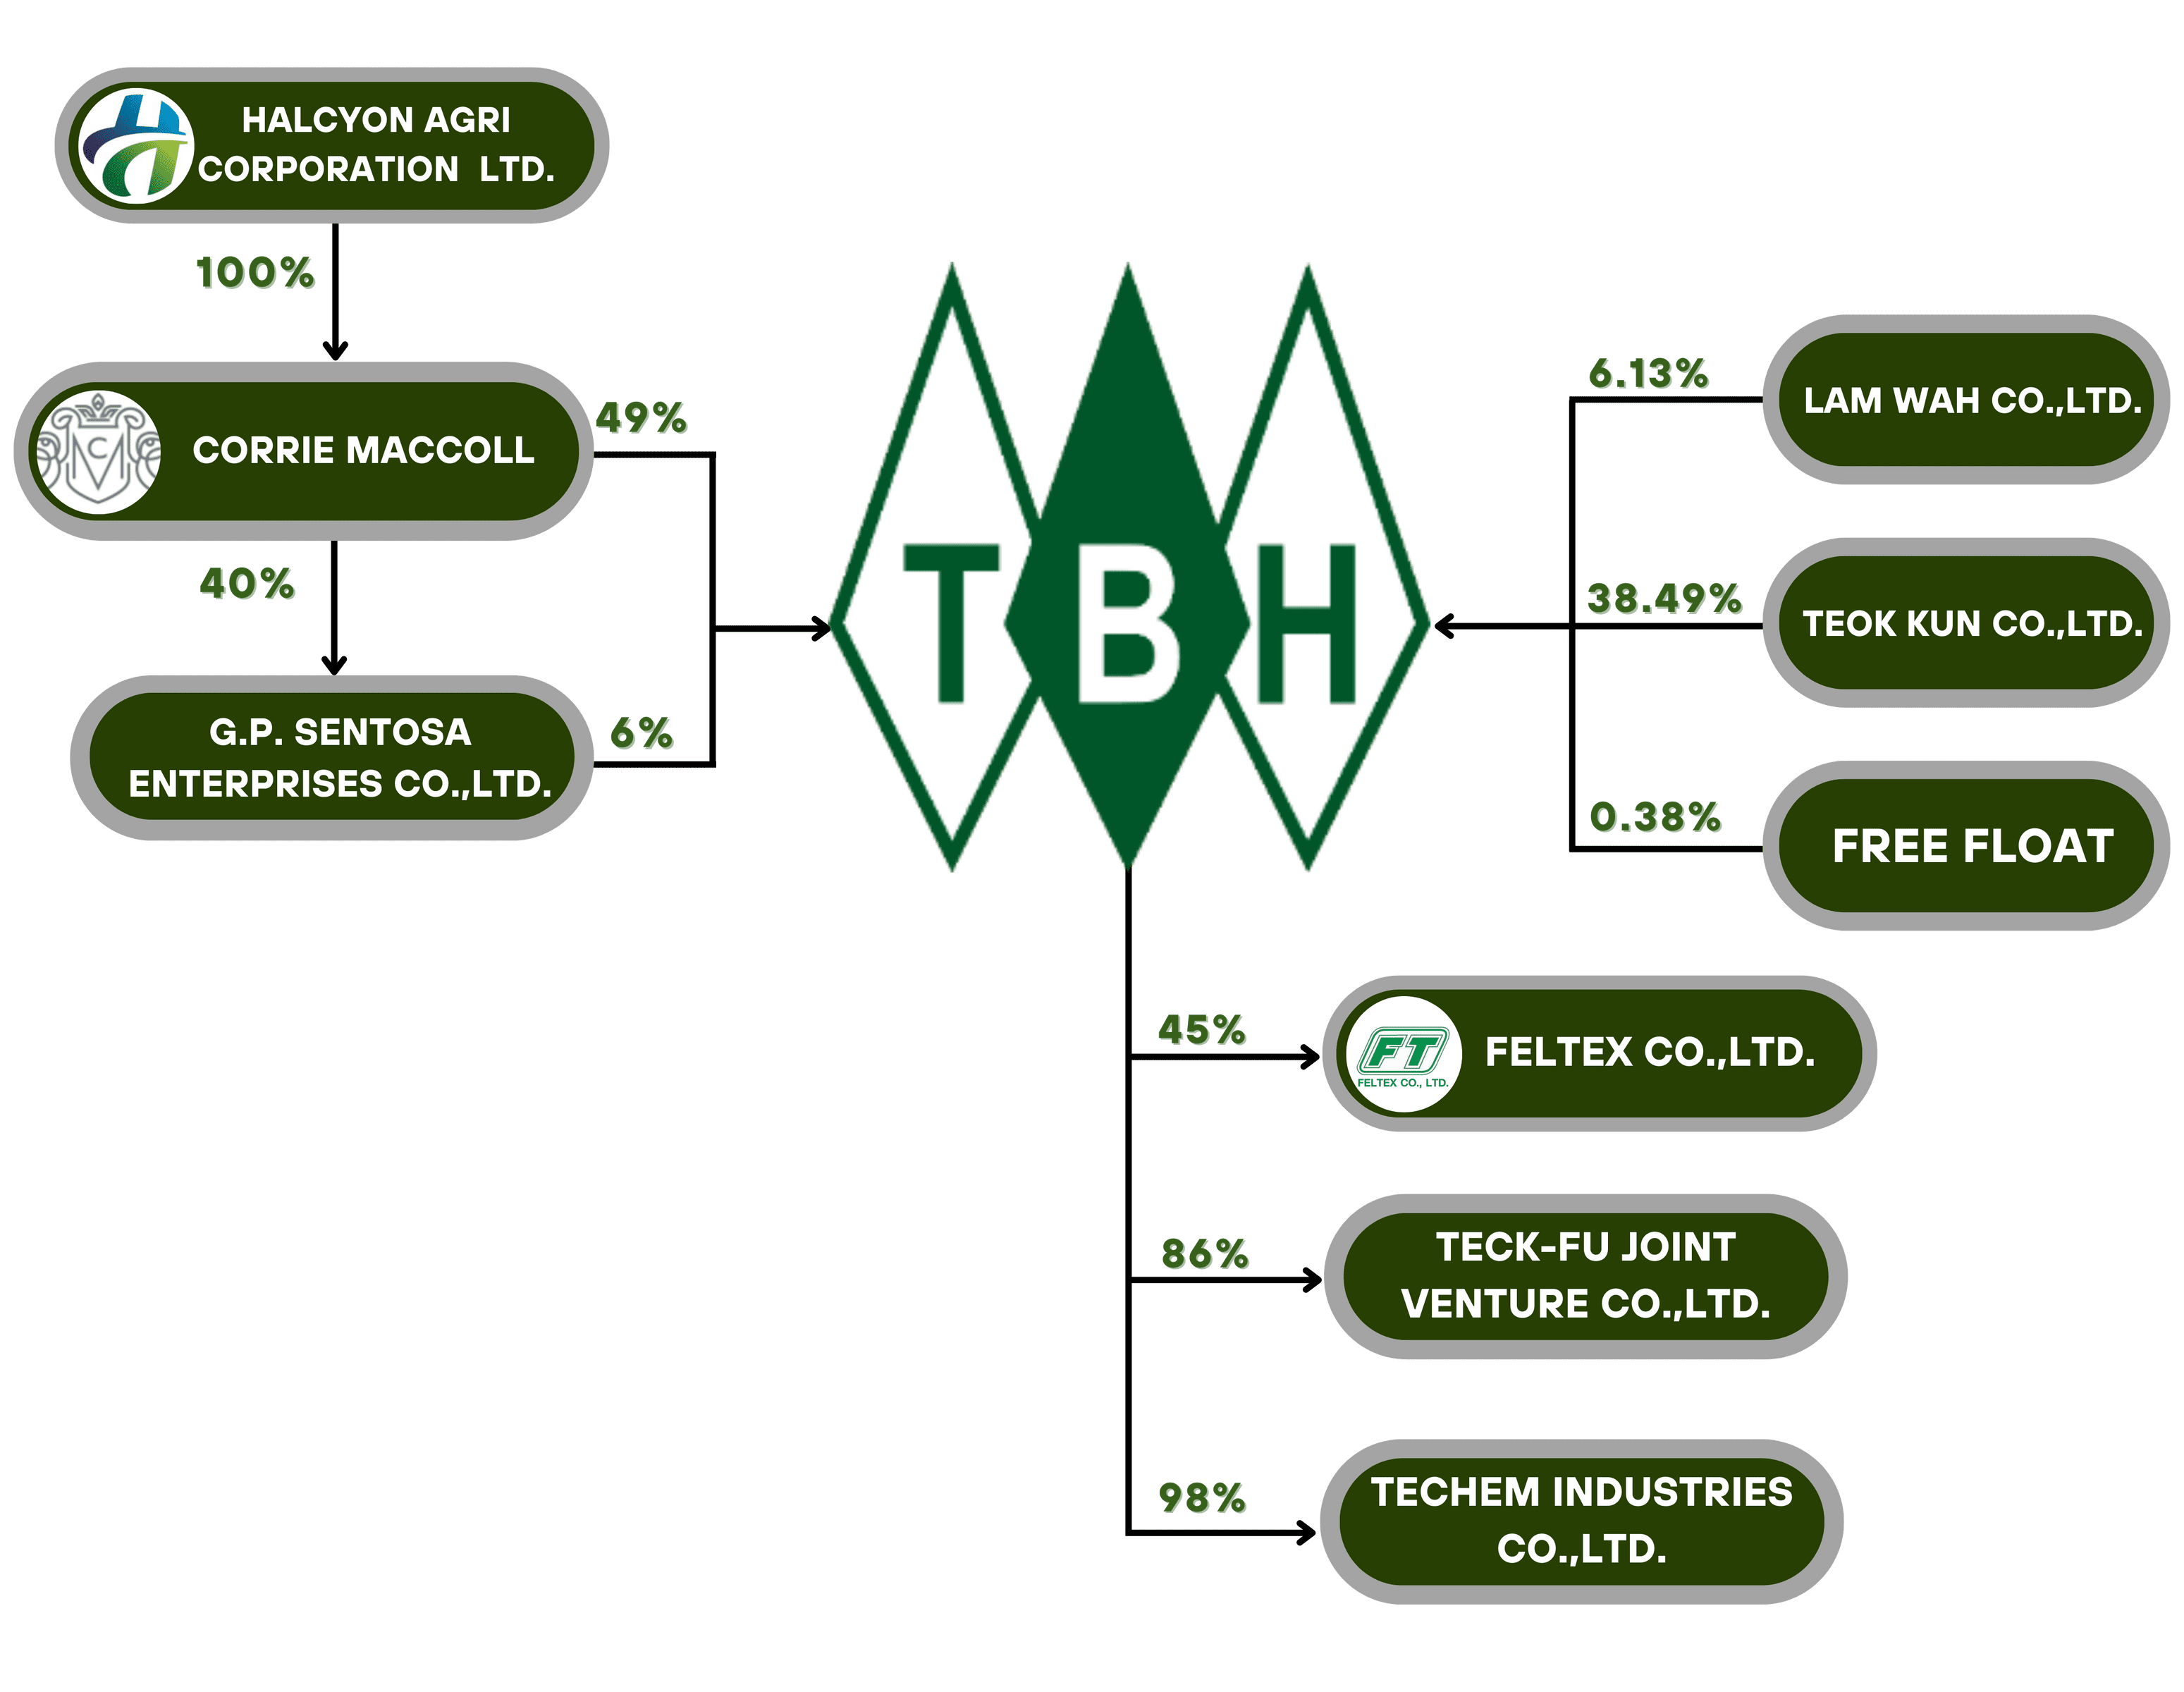 HALCYON AGRI
CORPORATION LTD.
100%
CORRIE MACCOLL
MC
49%
40%
G.P. SENTOSA
ENTERPRISES CO.,LTD.
6%
T B H
6.13%
LAM WAH CO.,LTD.
38.49%
TEOK KUN CO.,LTD.
0.38%
FREE FLOAT
45%
FT
FELTEX CO., LTD.
FELTEX CO.,LTD.
86%
TECK-FU JOINT
VENTURE CO.,LTD.
98%
TECHEM INDUSTRIES
CO.,LTD.